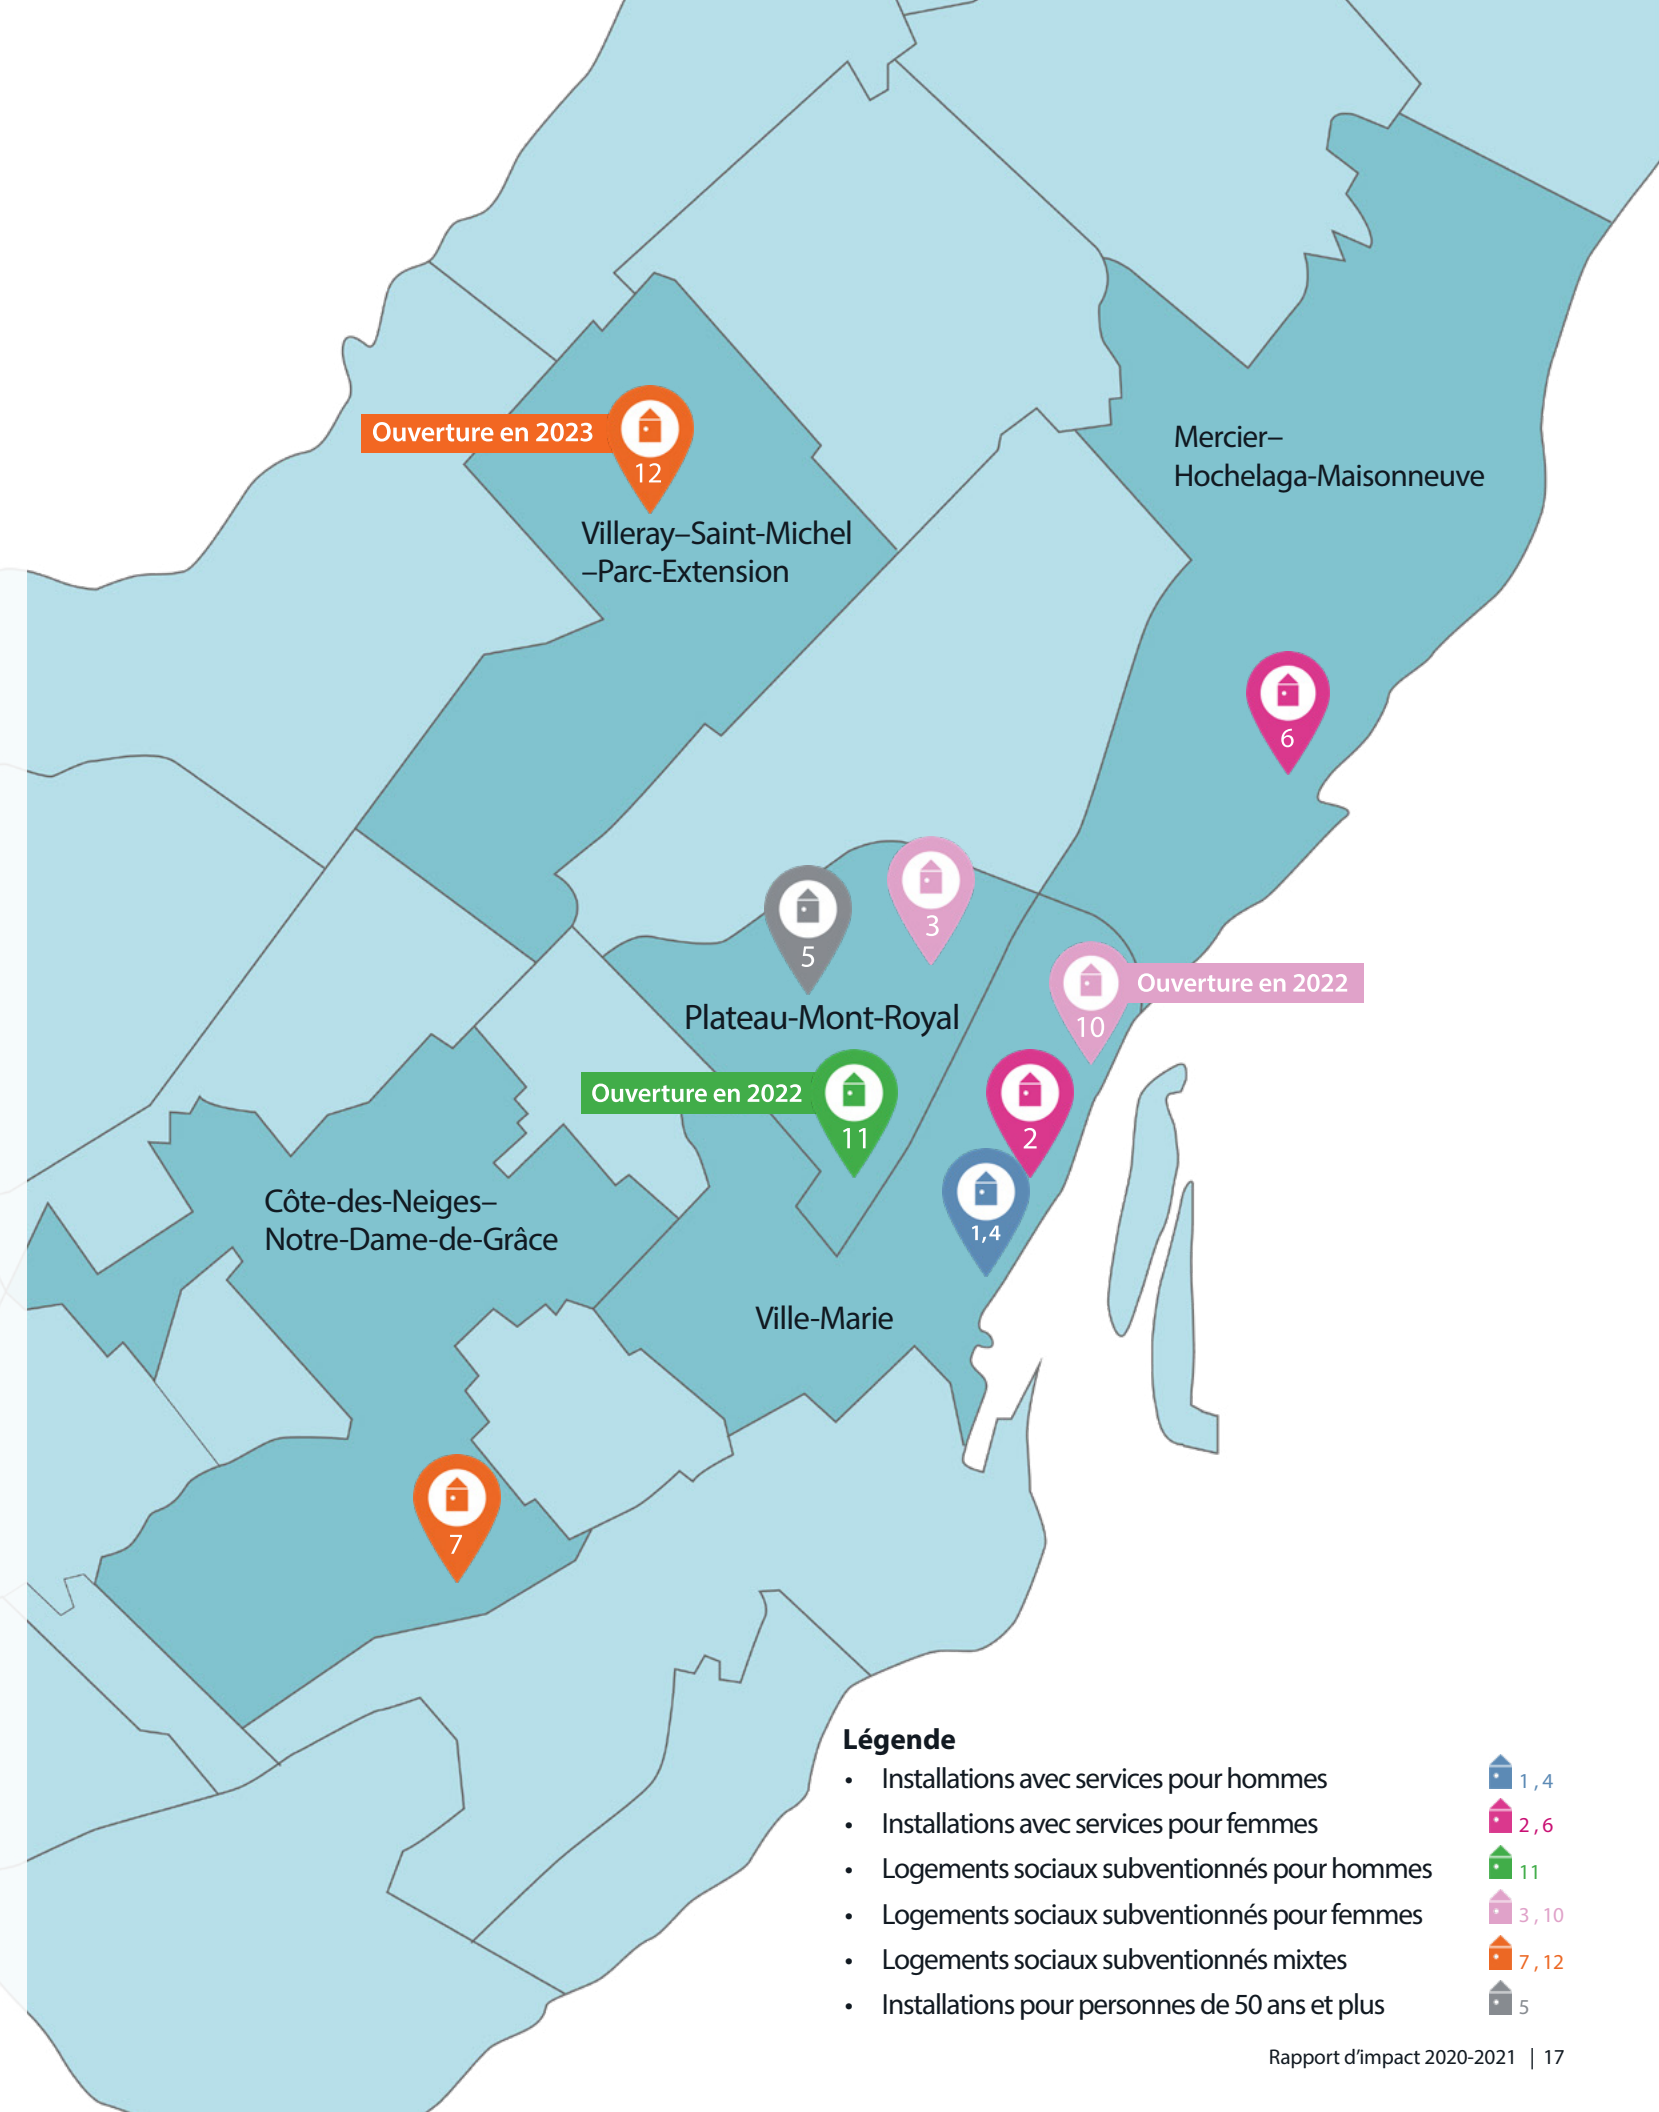 Ouverture en 2023
12
Villeray–Saint-Michel
–Parc-Extension
Mercier–
Hochelaga-Maisonneuve
6
3
5
Plateau-Mont-Royal
Ouverture en 2022
10
Ouverture en 2022
11
2
1,4
Côte-des-Neiges–
Notre-Dame-de-Grâce
Ville-Marie
7
Légende
• Installations avec services pour hommes 1 , 4
• Installations avec services pour femmes 2 , 6
• Logements sociaux subventionnés pour hommes 11
• Logements sociaux subventionnés pour femmes 3 , 10
• Logements sociaux subventionnés mixtes 7 , 12
• Installations pour personnes de 50 ans et plus 5
Rapport d’impact 2020-2021 | 17